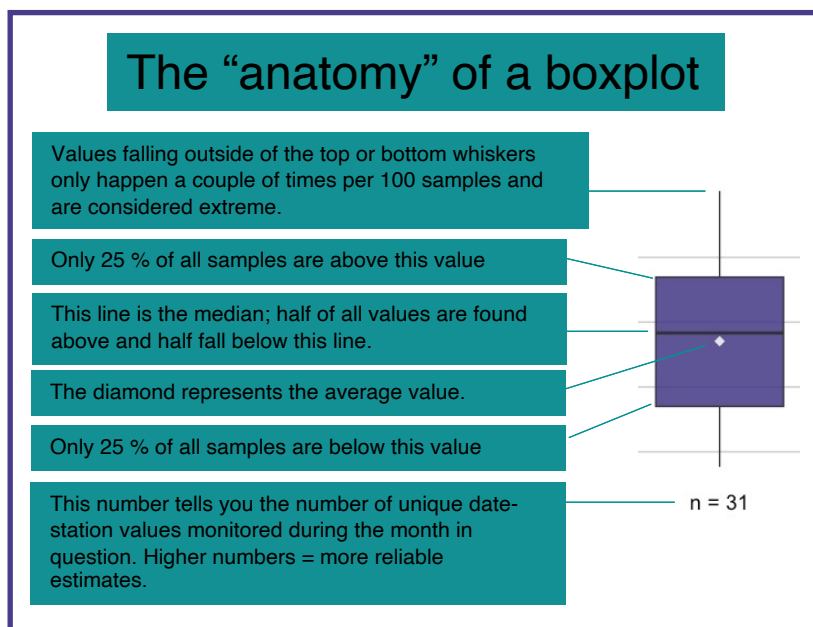 The “anatomy” of a boxplot
Values falling outside of the top or bottom whiskers
only happen a couple of times per 100 samples and
are considered extreme.
Only 25 % of all samples are above this value
This line is the median; half of all values are found
above and half fall below this line.
The diamond represents the average value.
Only 25 % of all samples are below this value
This number tells you the number of unique date-
station values monitored during the month in
question. Higher numbers = more reliable
estimates.
n = 31